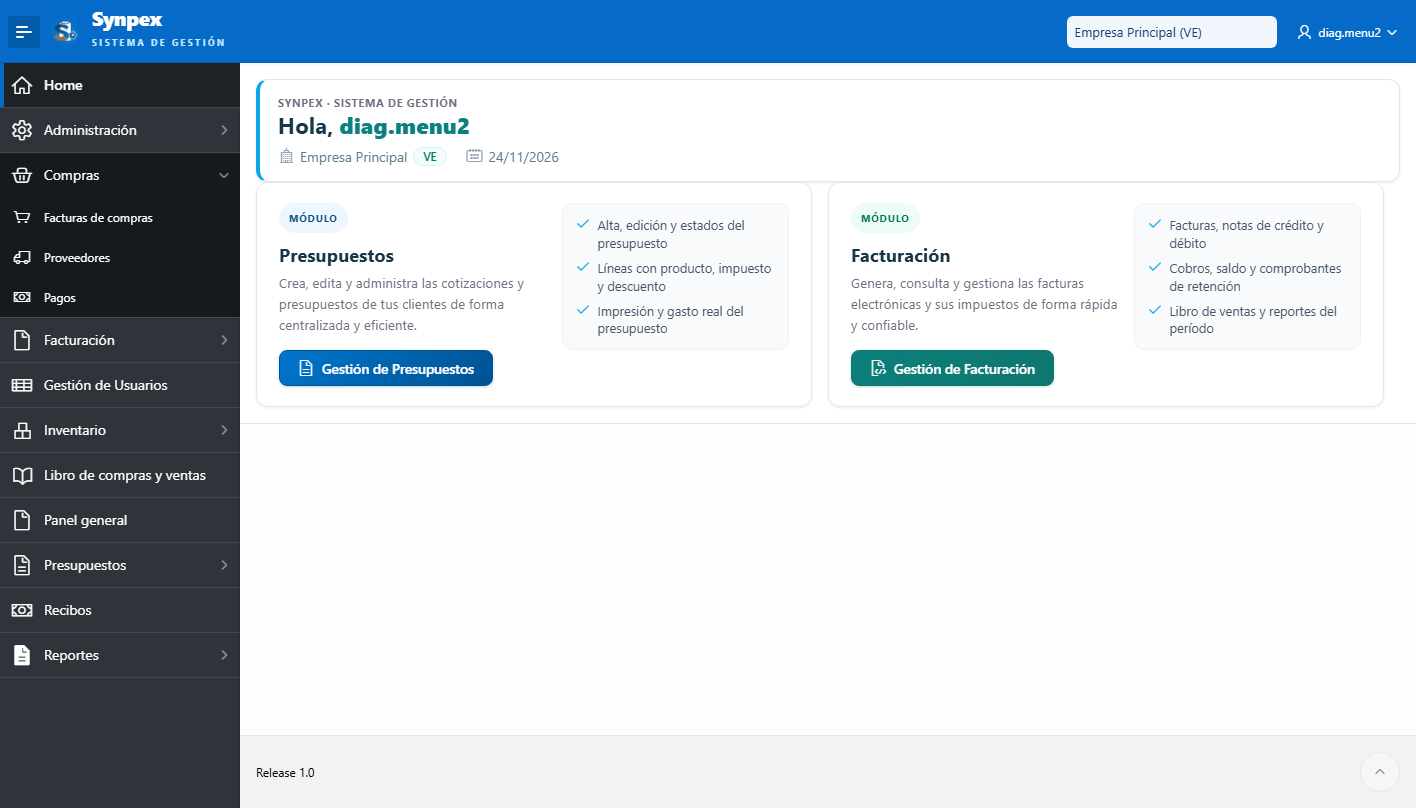 Synpex
SISTEMA DE GESTIÓN
Empresa Principal (VE)
diag.menu2
Home
Administración
Compras
Facturas de compras
Proveedores
Pagos
Facturación
Gestión de Usuarios
Inventario
Libro de compras y ventas
Panel general
Presupuestos
Recibos
Reportes
SYNPEX · SISTEMA DE GESTIÓN
Hola, diag.menu2
Empresa Principal VE 24/11/2026
MÓDULO
Presupuestos
Crea, edita y administra las cotizaciones y
presupuestos de tus clientes de forma
centralizada y eficiente.
Gestión de Presupuestos
Alta, edición y estados del
presupuesto
Líneas con producto, impuesto
y descuento
Impresión y gasto real del
presupuesto
MÓDULO
Facturación
Genera, consulta y gestiona las facturas
electrónicas y sus impuestos de forma rápida
y confiable.
Gestión de Facturación
Facturas, notas de crédito y
débito
Cobros, saldo y comprobantes
de retención
Libro de ventas y reportes del
período
Release 1.0